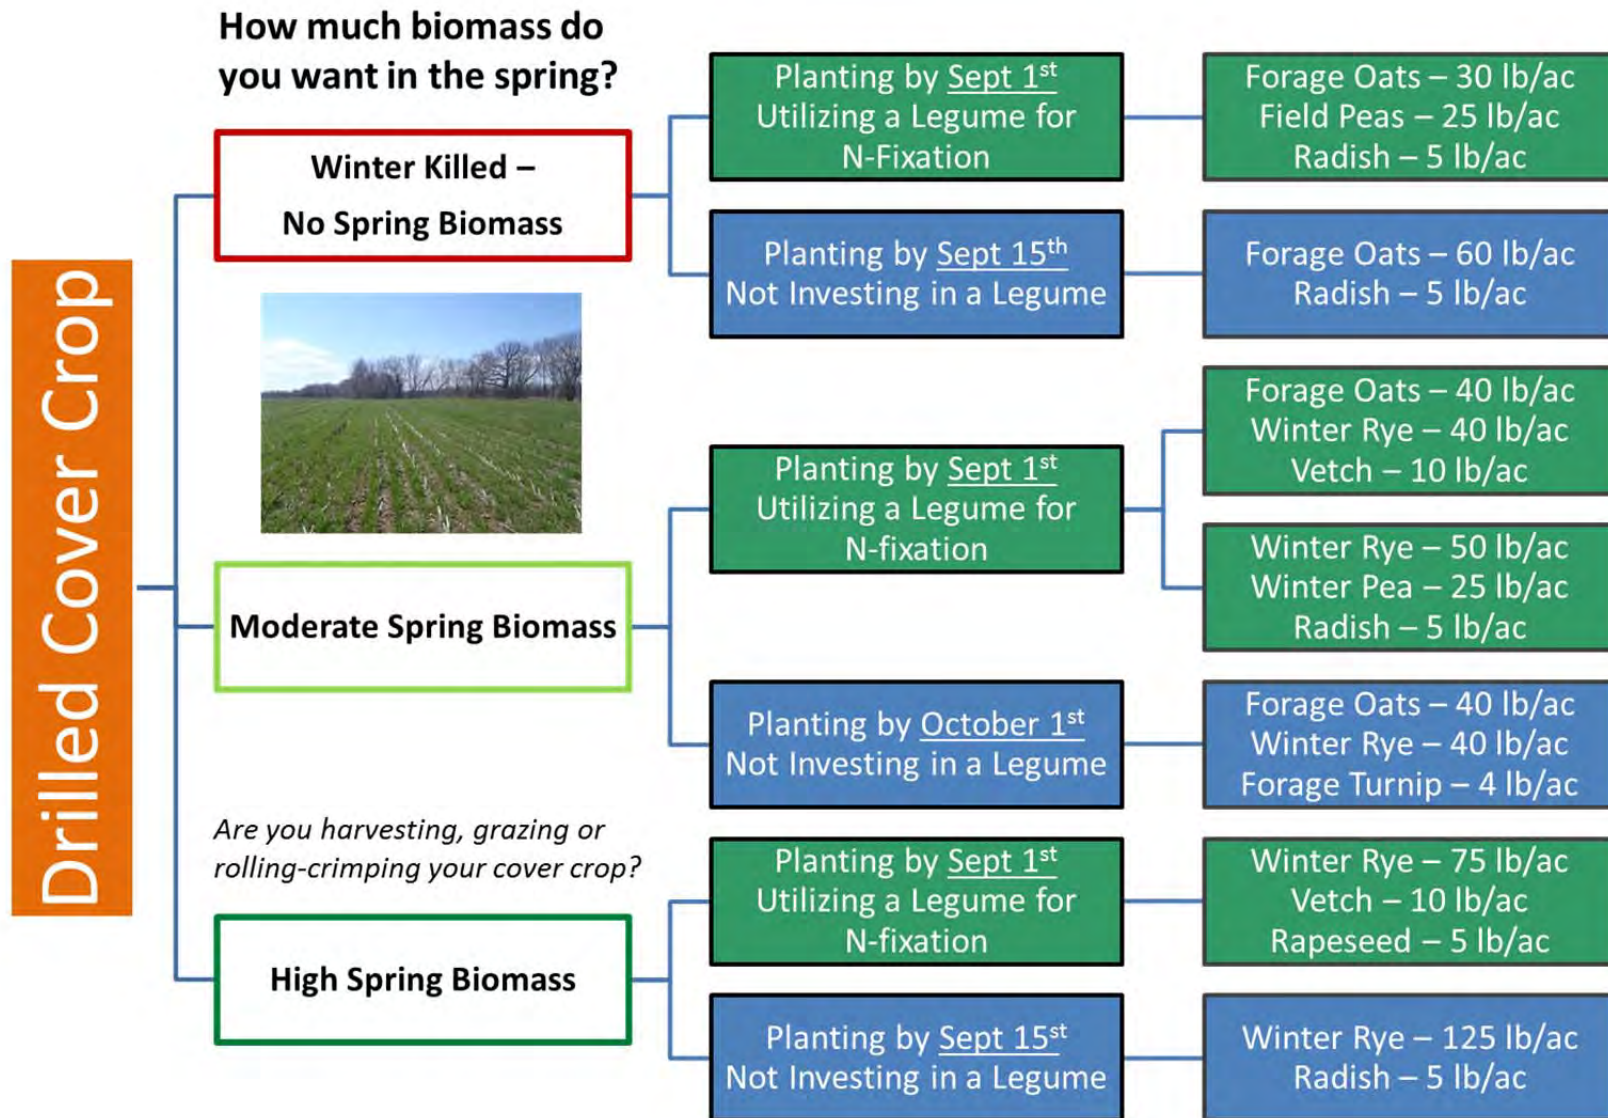 Drilled Cover Crop
How much biomass do
you want in the spring?
Winter Killed –
No Spring Biomass
Planting by Sept 1st
Utilizing a Legume for
N-Fixation
Forage Oats – 30 lb/ac
Field Peas – 25 lb/ac
Radish – 5 lb/ac
Planting by Sept 15th
Not Investing in a Legume
Forage Oats – 60 lb/ac
Radish – 5 lb/ac
Moderate Spring Biomass
Planting by Sept 1st
Utilizing a Legume for
N-fixation
Forage Oats – 40 lb/ac
Winter Rye – 40 lb/ac
Vetch – 10 lb/ac
Winter Rye – 50 lb/ac
Winter Pea – 25 lb/ac
Radish – 5 lb/ac
Planting by October 1st
Not Investing in a Legume
Forage Oats – 40 lb/ac
Winter Rye – 40 lb/ac
Forage Turnip – 4 lb/ac
Are you harvesting, grazing or
rolling-crimping your cover crop?
High Spring Biomass
Planting by Sept 1st
Utilizing a Legume for
N-fixation
Winter Rye – 75 lb/ac
Vetch – 10 lb/ac
Rapeseed – 5 lb/ac
Planting by Sept 15st
Not Investing in a Legume
Winter Rye – 125 lb/ac
Radish – 5 lb/ac